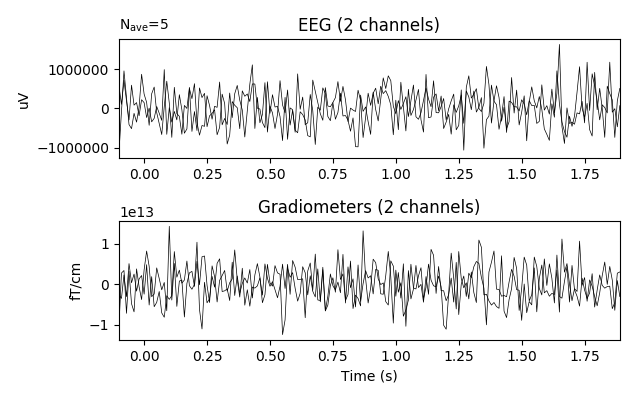 N_ave=5
EEG (2 channels)
uV
1000000
0
−1000000
0.00 0.25 0.50 0.75 1.00 1.25 1.50 1.75
1e13
Gradiometers (2 channels)
fT/cm
1
0
−1
0.00 0.25 0.50 0.75 1.00 1.25 1.50 1.75
Time (s)